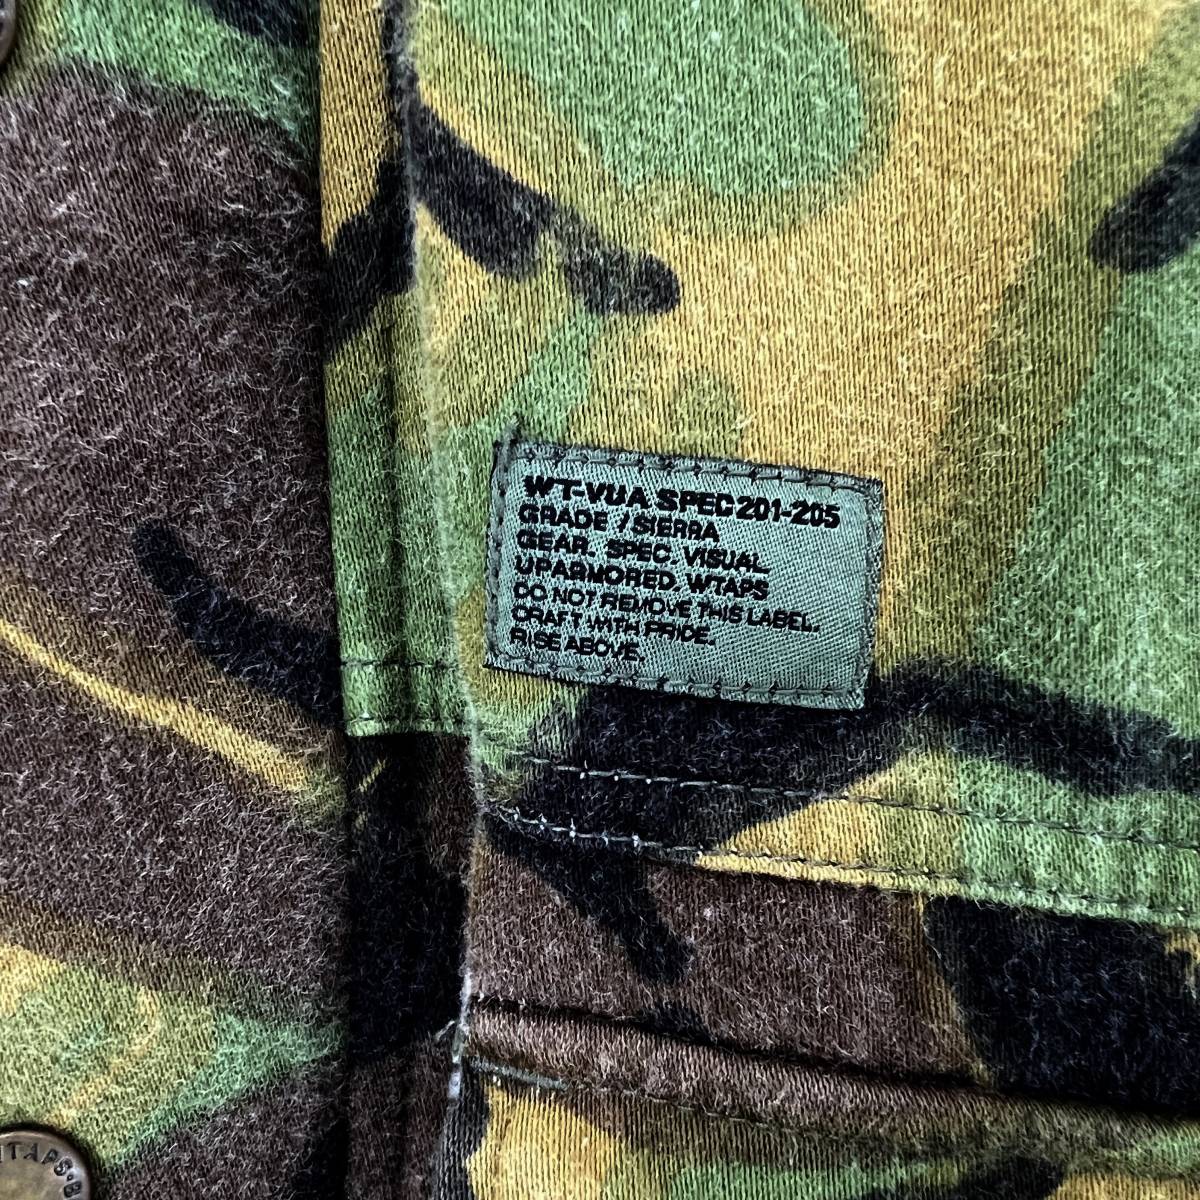 WT-VUA SPEC 201-205
GRADE / SIERRA
GEAR. SPEC. VISUAL
UPARMORED. WTAPS
DO NOT REMOVE THIS LABEL.
CRAFT WITH PRIDE.
RISE ABOVE.
TAPS·B